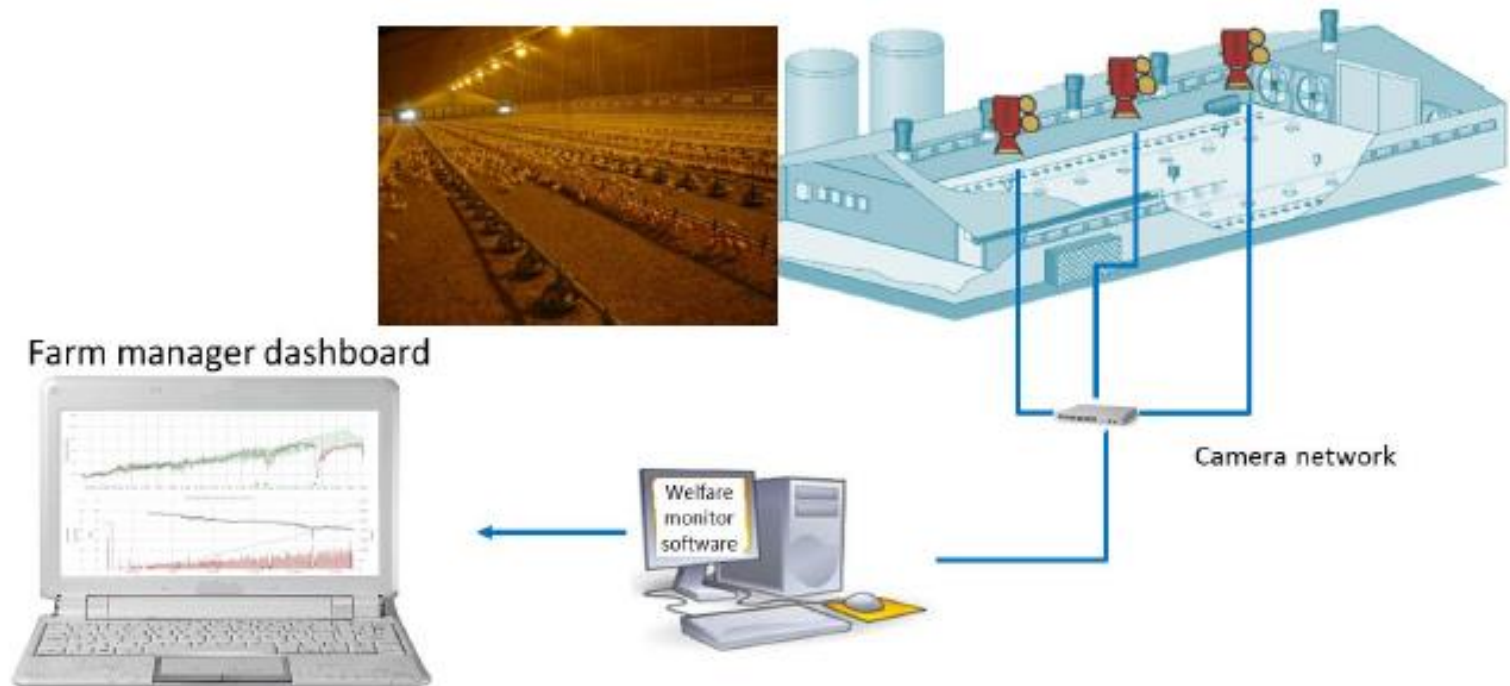 Farm manager dashboard
Camera network
Welfare
monitor
software